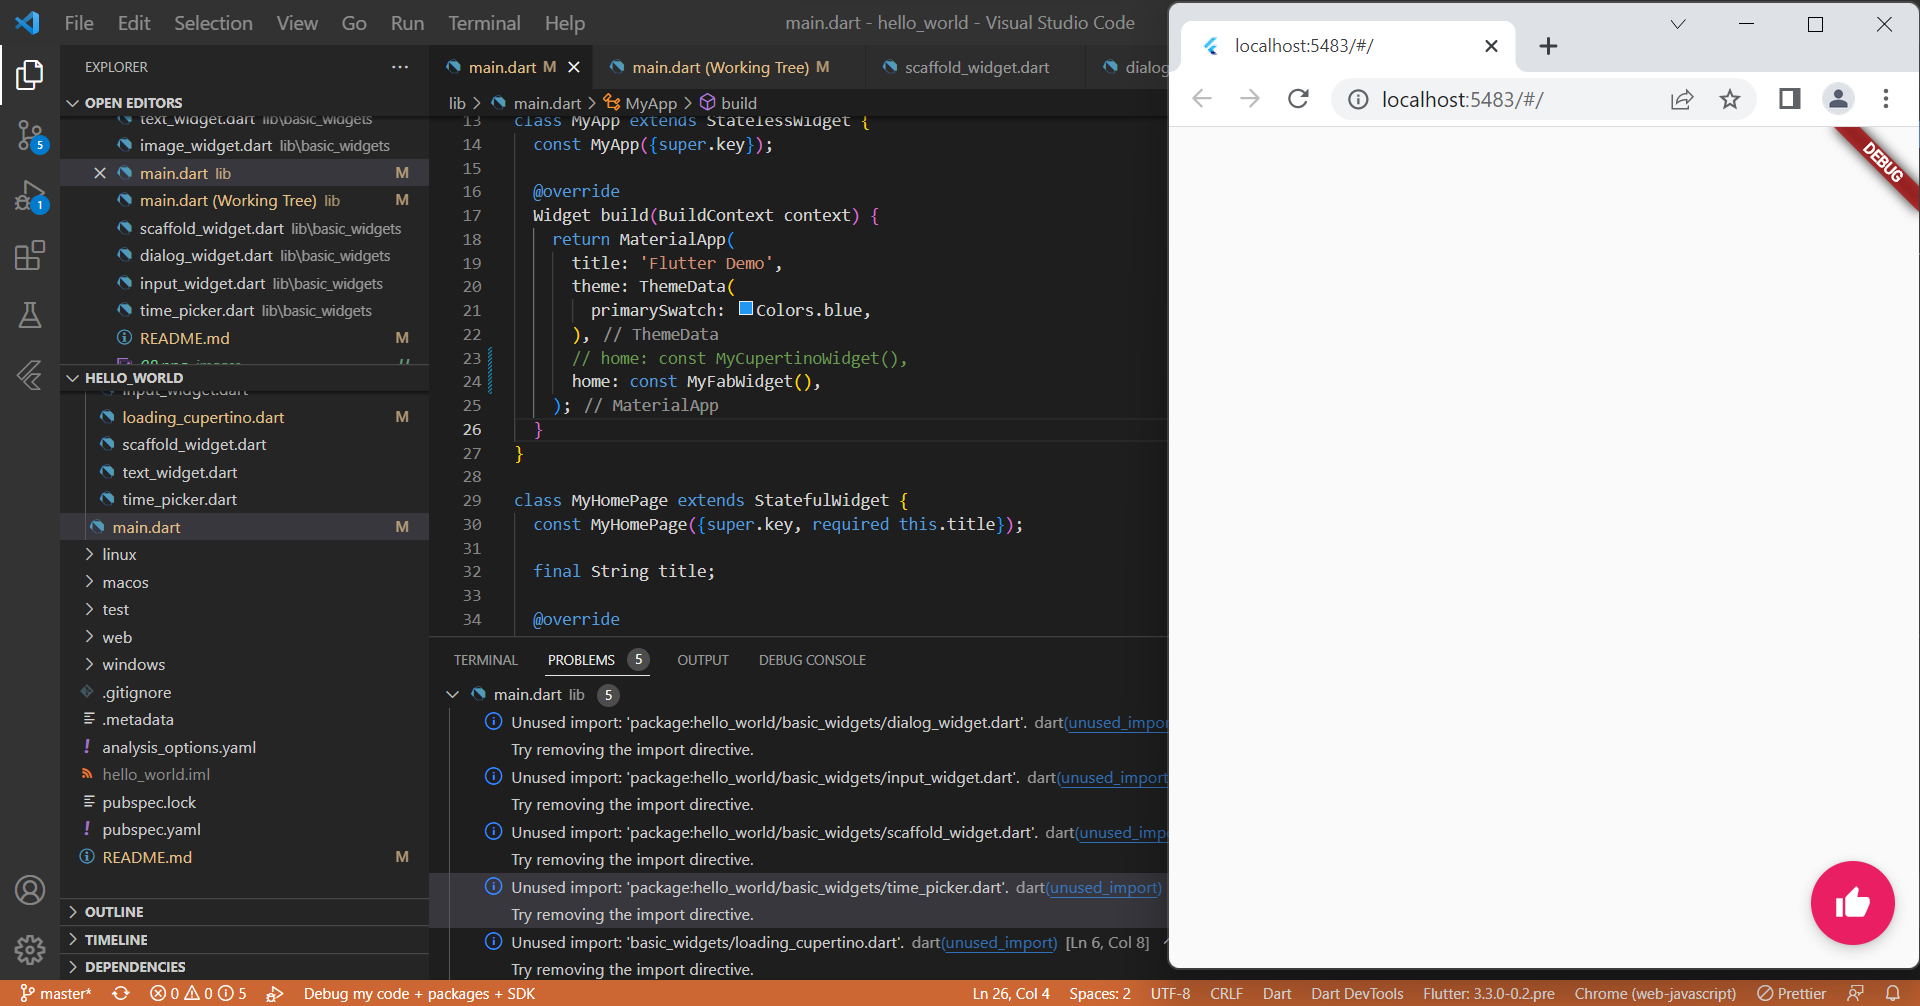 File Edit Selection View Go Run Terminal Help
main.dart - hello_world - Visual Studio Code
EXPLORER
OPEN EDITORS
text_widget.dart lib\basic_widgets
image_widget.dart lib\basic_widgets
main.dart lib M
main.dart (Working Tree) lib M
scaffold_widget.dart lib\basic_widgets
dialog_widget.dart lib\basic_widgets
input_widget.dart lib\basic_widgets
time_picker.dart lib\basic_widgets
README.md M
5
1
HELLO_WORLD
input_widget.dart
loading_cupertino.dart M
scaffold_widget.dart
text_widget.dart
time_picker.dart
main.dart M
linux
macos
test
web
windows
.gitignore
.metadata
analysis_options.yaml
hello_world.iml
pubspec.lock
pubspec.yaml
README.md M
OUTLINE
TIMELINE
DEPENDENCIES
main.dart M main.dart (Working Tree) M scaffold_widget.dart dialog
lib > main.dart > MyApp > build
13 class MyApp extends StatelessWidget {
14 const MyApp({super.key});
15
16 @override
17 Widget build(BuildContext context) {
18 return MaterialApp(
19 title: 'Flutter Demo',
20 theme: ThemeData(
21 primarySwatch: Colors.blue,
22 ), // ThemeData
23 // home: const MyCupertinoWidget(),
24 home: const MyFabWidget(),
25 ); // MaterialApp
26 }
27 }
28
29 class MyHomePage extends StatefulWidget {
30 const MyHomePage({super.key, required this.title});
31
32 final String title;
33
34 @override
TERMINAL PROBLEMS 5 OUTPUT DEBUG CONSOLE
main.dart lib 5
Unused import: 'package:hello_world/basic_widgets/dialog_widget.dart'. dart(unused_impor
Try removing the import directive.
Unused import: 'package:hello_world/basic_widgets/input_widget.dart'. dart(unused_import
Try removing the import directive.
Unused import: 'package:hello_world/basic_widgets/scaffold_widget.dart'. dart(unused_imp
Try removing the import directive.
Unused import: 'package:hello_world/basic_widgets/time_picker.dart'. dart(unused_import)
Try removing the import directive.
Unused import: 'basic_widgets/loading_cupertino.dart'. dart(unused_import) [Ln 6, Col 8]
Try removing the import directive.
localhost:5483/#/
localhost:5483/#/
DEBUG
master* 0 0 5 Debug my code + packages + SDK Ln 26, Col 4 Spaces: 2 UTF-8 CRLF Dart Dart DevTools Flutter: 3.3.0-0.2.pre Chrome (web-javascript) Prettier